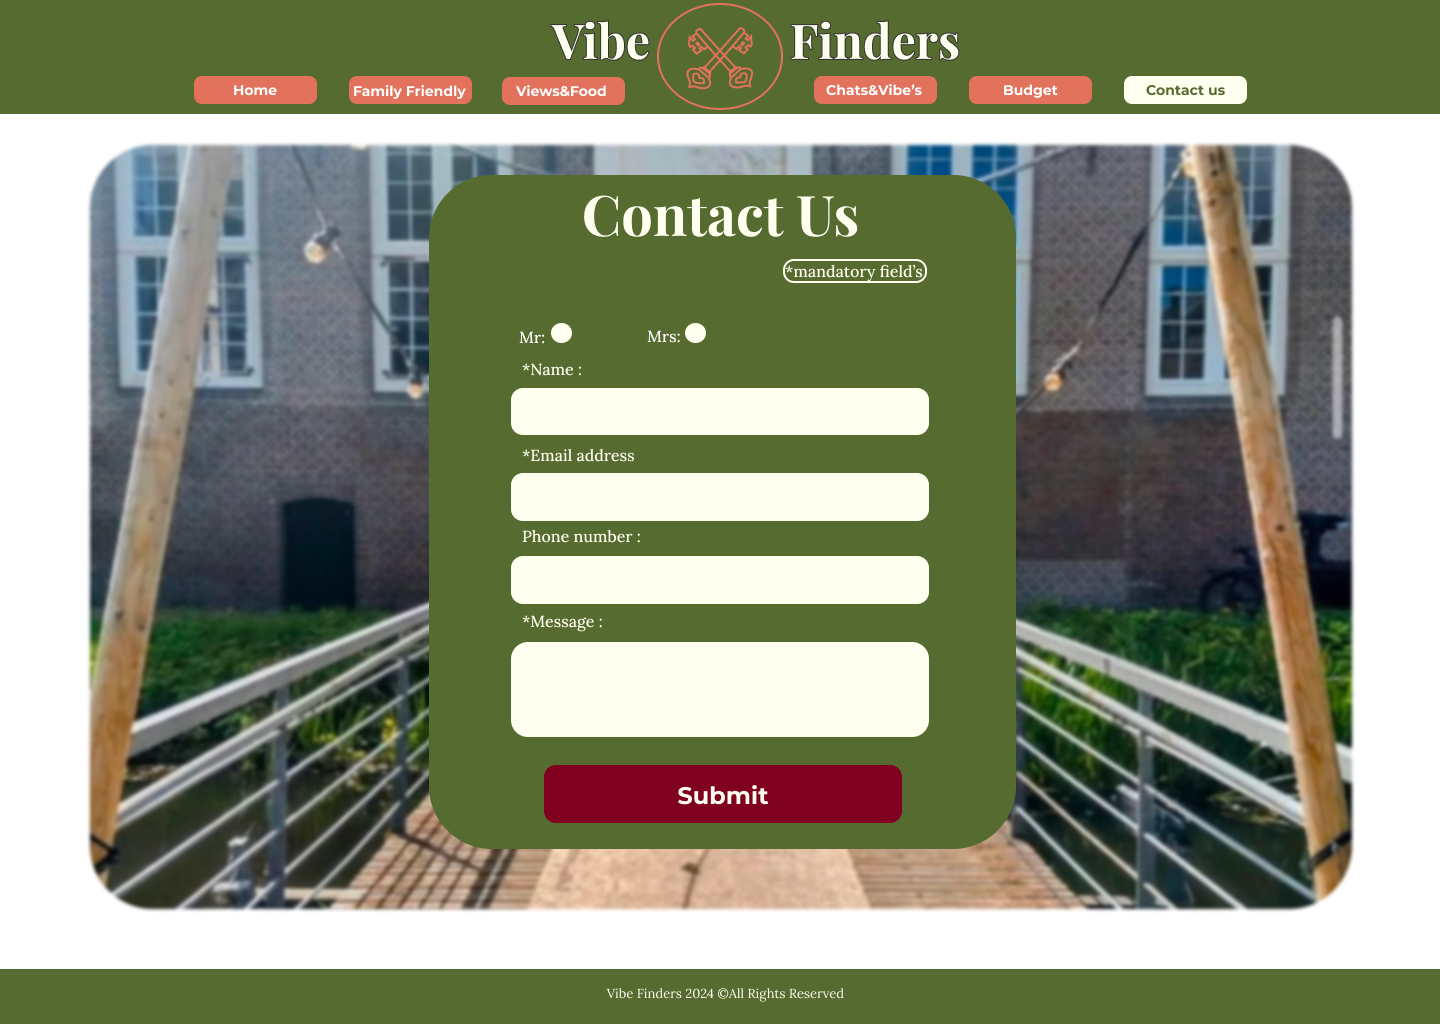 Vibe Finders
Home Family Friendly Views&Food Chats&Vibe's Budget Contact us
Contact Us
*mandatory field's
Mr: Mrs:
*Name :
*Email address
Phone number :
*Message :
Submit
Vibe Finders 2024 ©All Rights Reserved